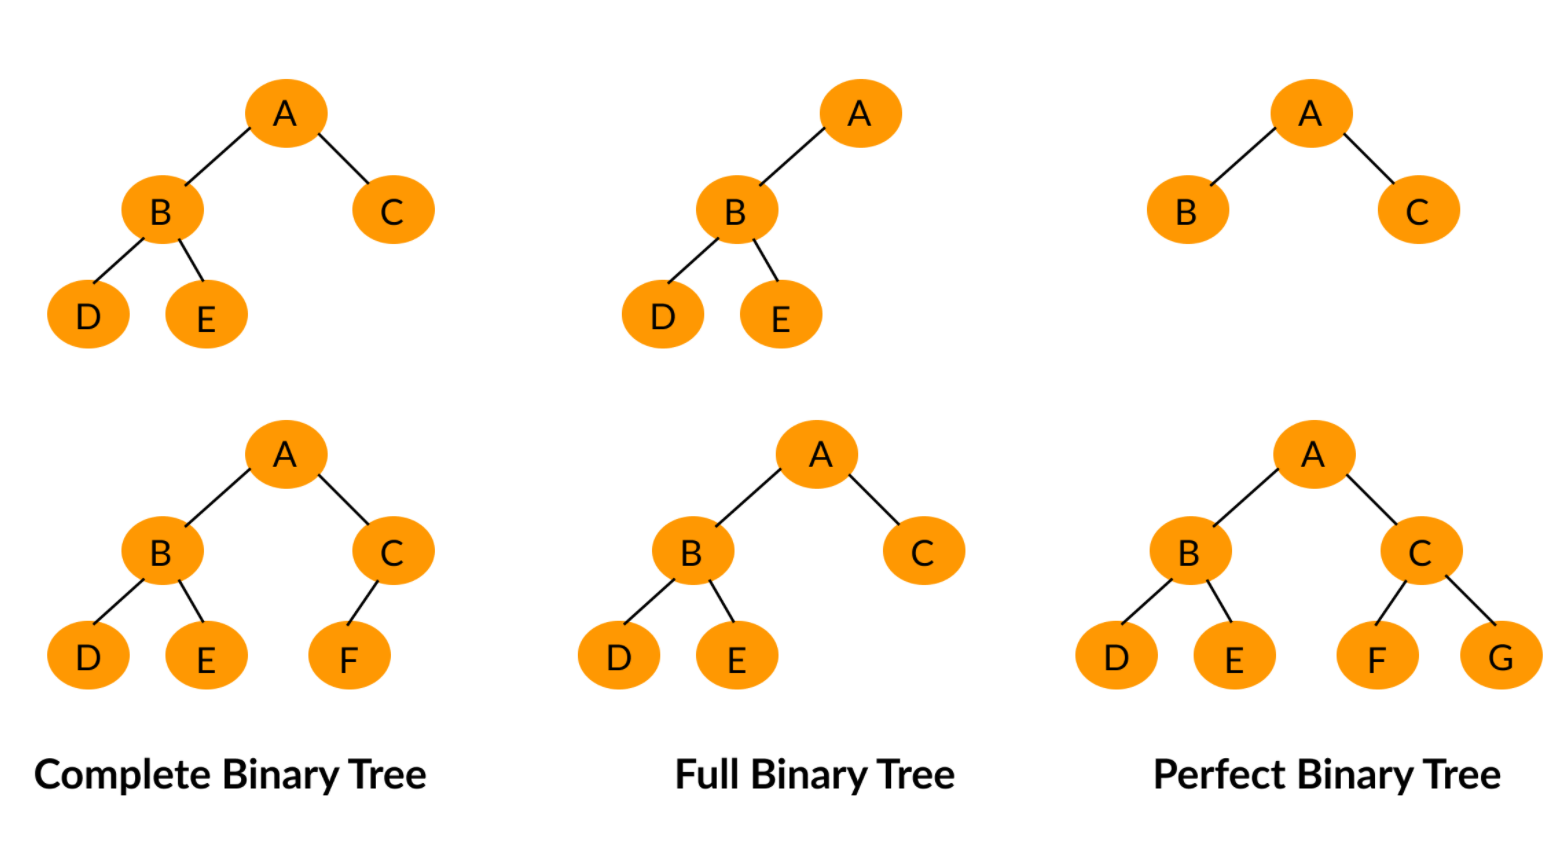 A A A
B C B B C
D E D E
A A A
B C B C B C
D E F D E D E F G
Complete Binary Tree Full Binary Tree Perfect Binary Tree